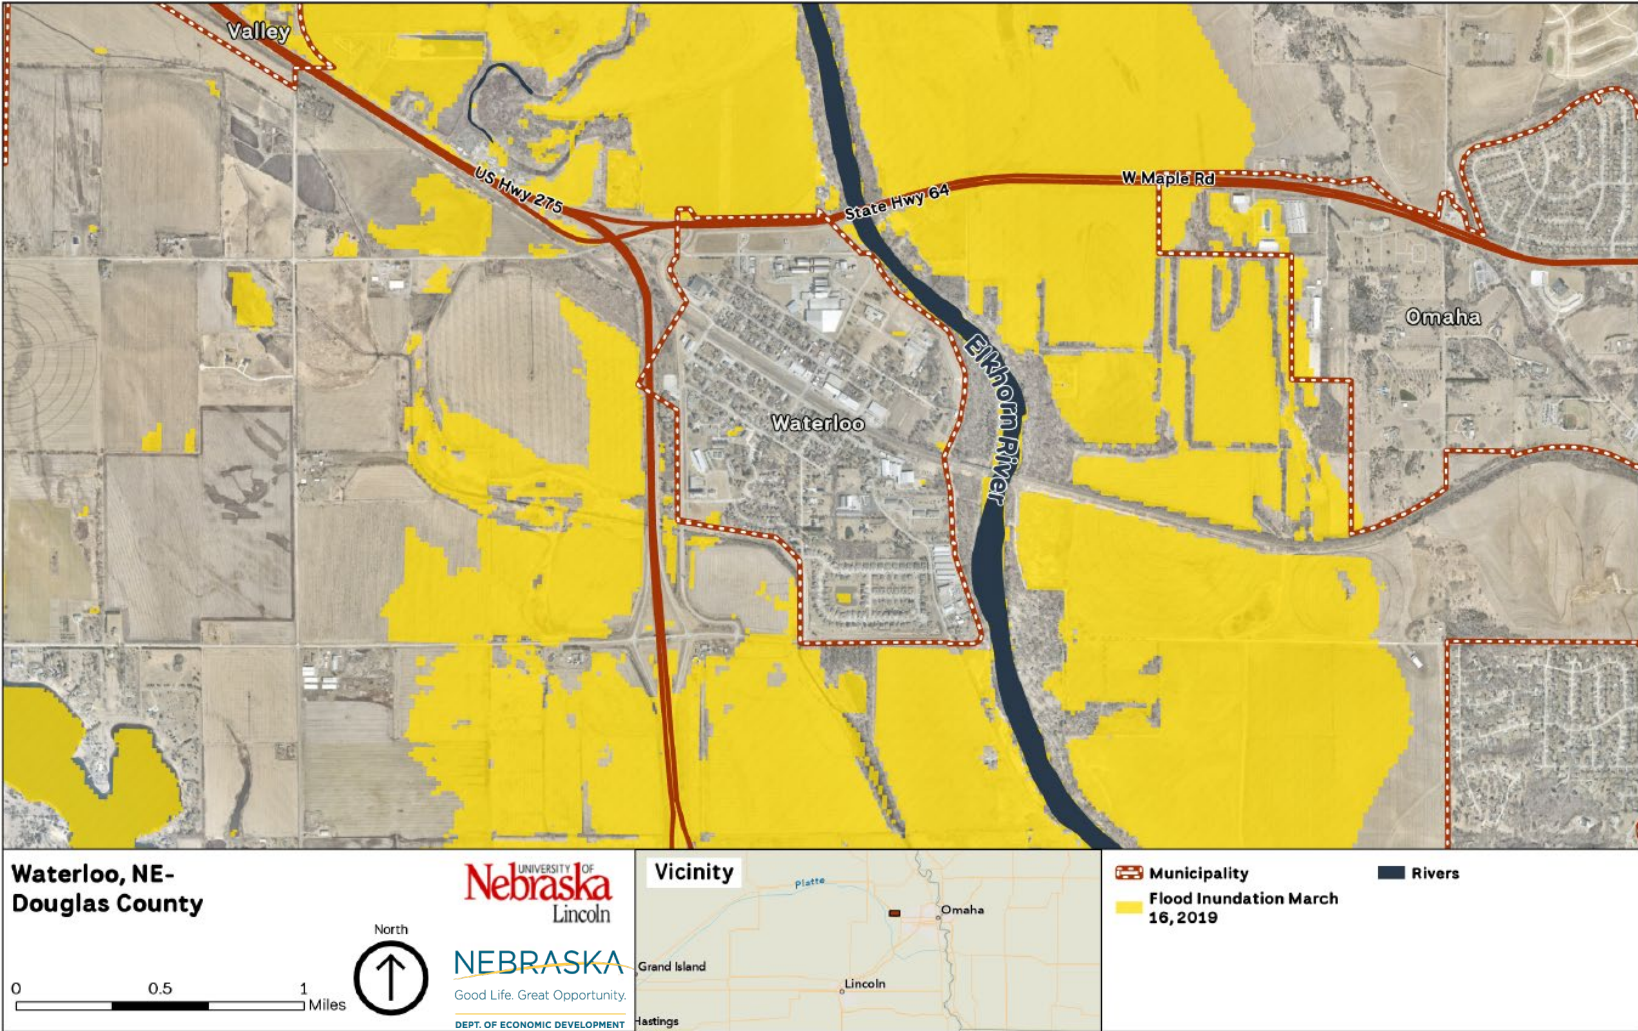 Valley
US Hwy 275
State Hwy 64
W Maple Rd
Omaha
Elkhorn River
Waterloo
Waterloo, NE-
Douglas County
0 0.5 1 Miles
North
UNIVERSITY OF
Nebraska
Lincoln
NEBRASKA
Good Life. Great Opportunity.
DEPT. OF ECONOMIC DEVELOPMENT
Vicinity
Platte
Omaha
Grand Island
Lincoln
Hastings
Municipality
Flood Inundation March
16, 2019
Rivers